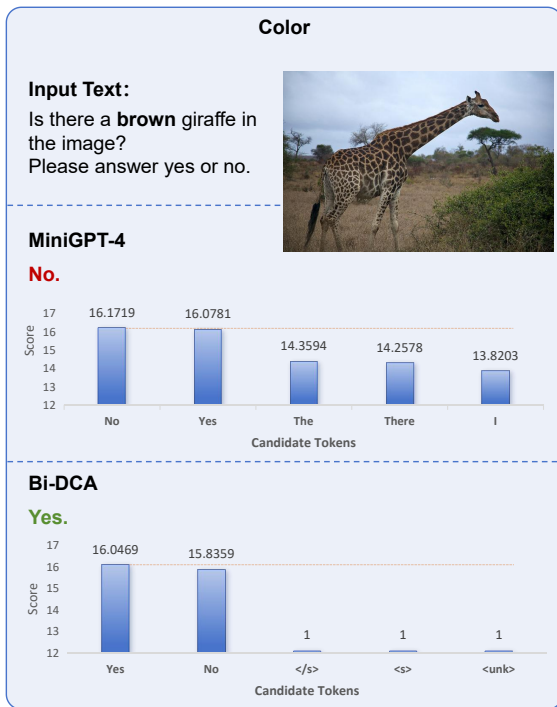 Color
Input Text:
Is there a brown giraffe in
the image?
Please answer yes or no.
MiniGPT-4
No.
17
16
15
14
13
12
Score
16.1719
16.0781
14.3594
14.2578
13.8203
No Yes The There I
Candidate Tokens
Bi-DCA
Yes.
17
16
15
14
13
12
Score
16.0469
15.8359
1
1
1
Yes No </s> <s> <unk>
Candidate Tokens